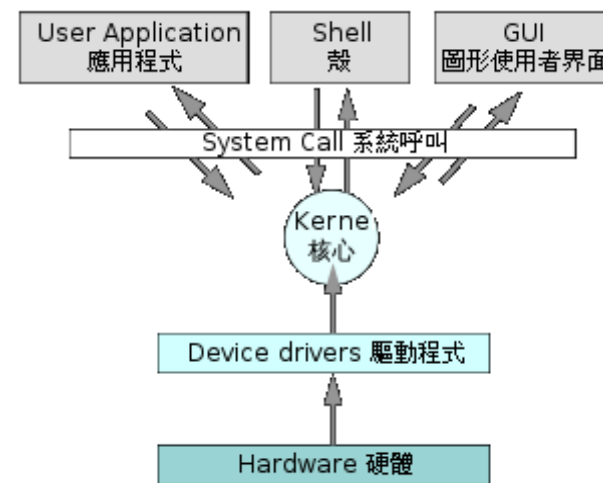 User Application
應用程式
Shell
殼
GUI
圖形使用者界面
System Call 系統呼叫
Kerne
核心
Device drivers 驅動程式
Hardware 硬體